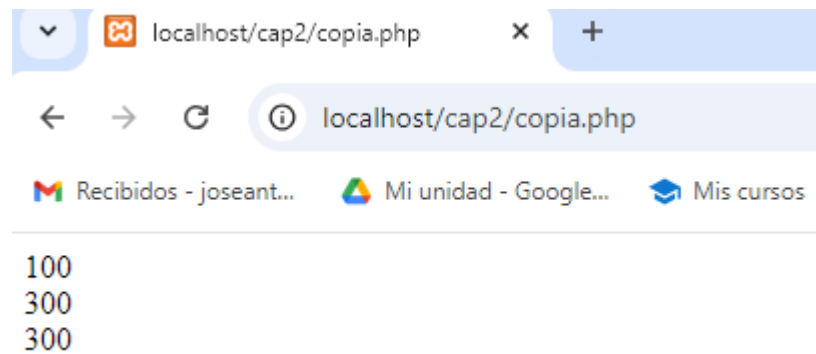 localhost/cap2/copia.php
localhost/cap2/copia.php
Recibidos - joseant... Mi unidad - Google... Mis cursos
100
300
300